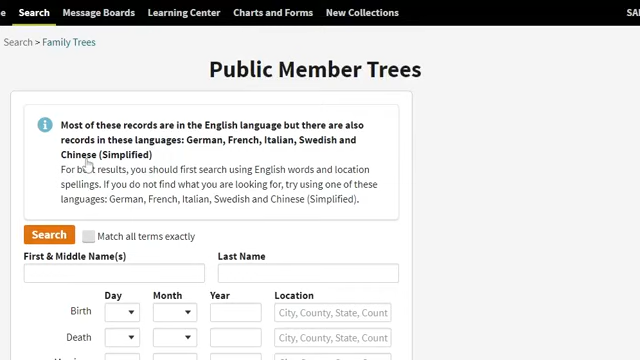 e Search Message Boards Learning Center Charts and Forms New Collections SA
Search > Family Trees
Public Member Trees
Most of these records are in the English language but there are also
records in these languages: German, French, Italian, Swedish and
Chinese (Simplified)
For best results, you should first search using English words and location
spellings. If you do not find what you are looking for, try using one of these
languages: German, French, Italian, Swedish and Chinese (Simplified).
Search Match all terms exactly
First & Middle Name(s) Last Name
Day Month Year Location
Birth City, County, State, Count
Death City, County, State, Count